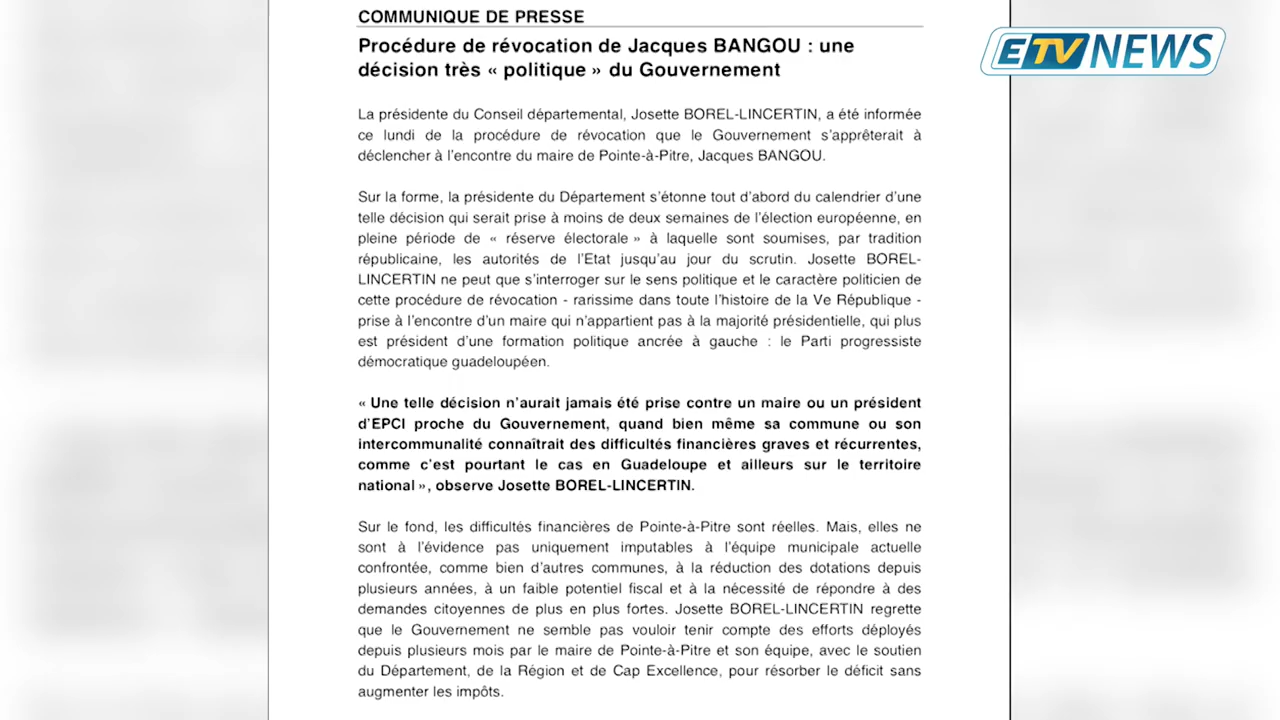 COMMUNIQUE DE PRESSE
ETV NEWS
Procédure de révocation de Jacques BANGOU : une
décision très « politique » du Gouvernement
La présidente du Conseil départemental, Josette BOREL-LINCERTIN, a été informée
ce lundi de la procédure de révocation que le Gouvernement s'apprêterait à
déclencher à l'encontre du maire de Pointe-à-Pitre, Jacques BANGOU.
Sur la forme, la présidente du Département s'étonne tout d'abord du calendrier d'une
telle décision qui serait prise à moins de deux semaines de l'élection européenne, en
pleine période de « réserve électorale » à laquelle sont soumises, par tradition
républicaine, les autorités de l'Etat jusqu'au jour du scrutin. Josette BOREL-
LINCERTIN ne peut que s'interroger sur le sens politique et le caractère politicien de
cette procédure de révocation - rarissime dans toute l'histoire de la Ve République -
prise à l'encontre d'un maire qui n'appartient pas à la majorité présidentielle, qui plus
est président d'une formation politique ancrée à gauche : le Parti progressiste
démocratique guadeloupéen.
« Une telle décision n'aurait jamais été prise contre un maire ou un président
d'EPCI proche du Gouvernement, quand bien même sa commune ou son
intercommunalité connaîtrait des difficultés financières graves et récurrentes,
comme c'est pourtant le cas en Guadeloupe et ailleurs sur le territoire
national », observe Josette BOREL-LINCERTIN.
Sur le fond, les difficultés financières de Pointe-à-Pitre sont réelles. Mais, elles ne
sont à l'évidence pas uniquement imputables à l'équipe municipale actuelle
confrontée, comme bien d'autres communes, à la réduction des dotations depuis
plusieurs années, à un faible potentiel fiscal et à la nécessité de répondre à des
demandes citoyennes de plus en plus fortes. Josette BOREL-LINCERTIN regrette
que le Gouvernement ne semble pas vouloir tenir compte des efforts déployés
depuis plusieurs mois par le maire de Pointe-à-Pitre et son équipe, avec le soutien
du Département, de la Région et de Cap Excellence, pour résorber le déficit sans
augmenter les impôts.